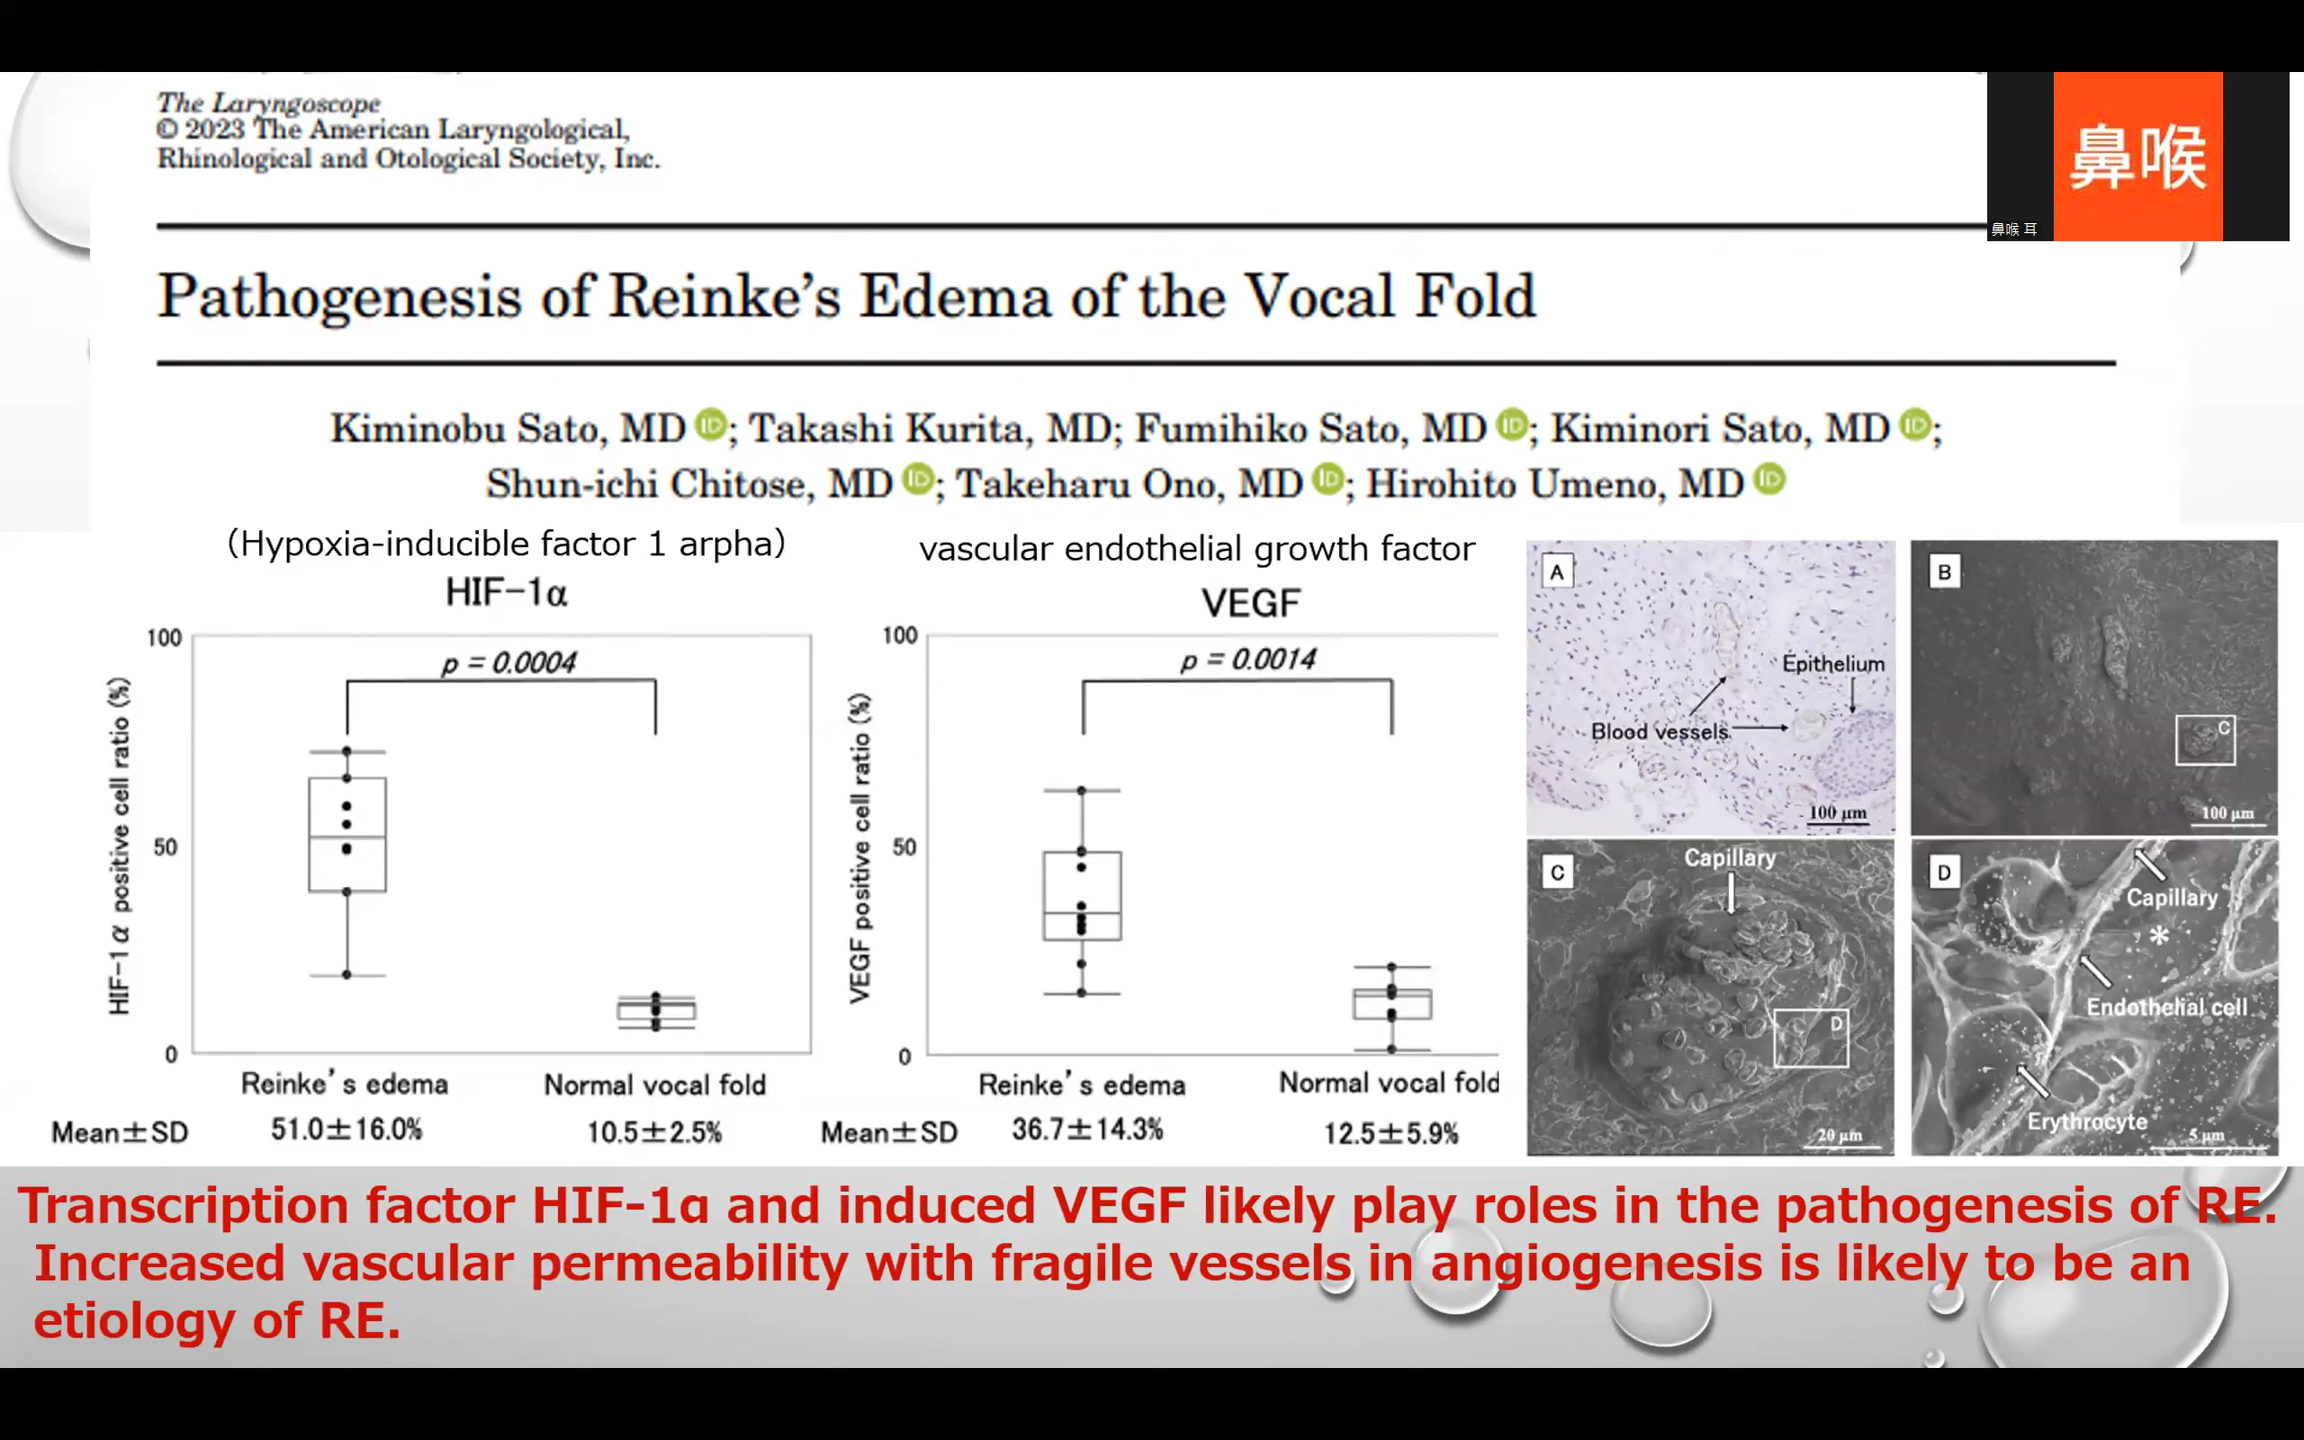 The Laryngoscope
© 2023 The American Laryngological,
Rhinological and Otological Society, Inc.
鼻喉
鼻喉 耳
Pathogenesis of Reinke's Edema of the Vocal Fold
Kiminobu Sato, MD iD; Takashi Kurita, MD; Fumihiko Sato, MD iD; Kiminori Sato, MD iD;
Shun-ichi Chitose, MD iD; Takeharu Ono, MD iD; Hirohito Umeno, MD iD
(Hypoxia-inducible factor 1 arpha)
HIF-1α
100
p = 0.0004
HIF-1 α positive cell ratio (%)
50
0
Reinke's edema
Normal vocal fold
Mean±SD
51.0±16.0%
10.5±2.5%
vascular endothelial growth factor
VEGF
100
p = 0.0014
VEGF positive cell ratio (%)
50
0
Reinke's edema
Normal vocal fold
Mean±SD
36.7±14.3%
12.5±5.9%
A
Epithelium
Blood vessels
100 μm
B
C
100 μm
C
Capillary
D
20 μm
D
Capillary
*
Endothelial cell
Erythrocyte
5 μm
Transcription factor HIF-1α and induced VEGF likely play roles in the pathogenesis of RE.
Increased vascular permeability with fragile vessels in angiogenesis is likely to be an
etiology of RE.